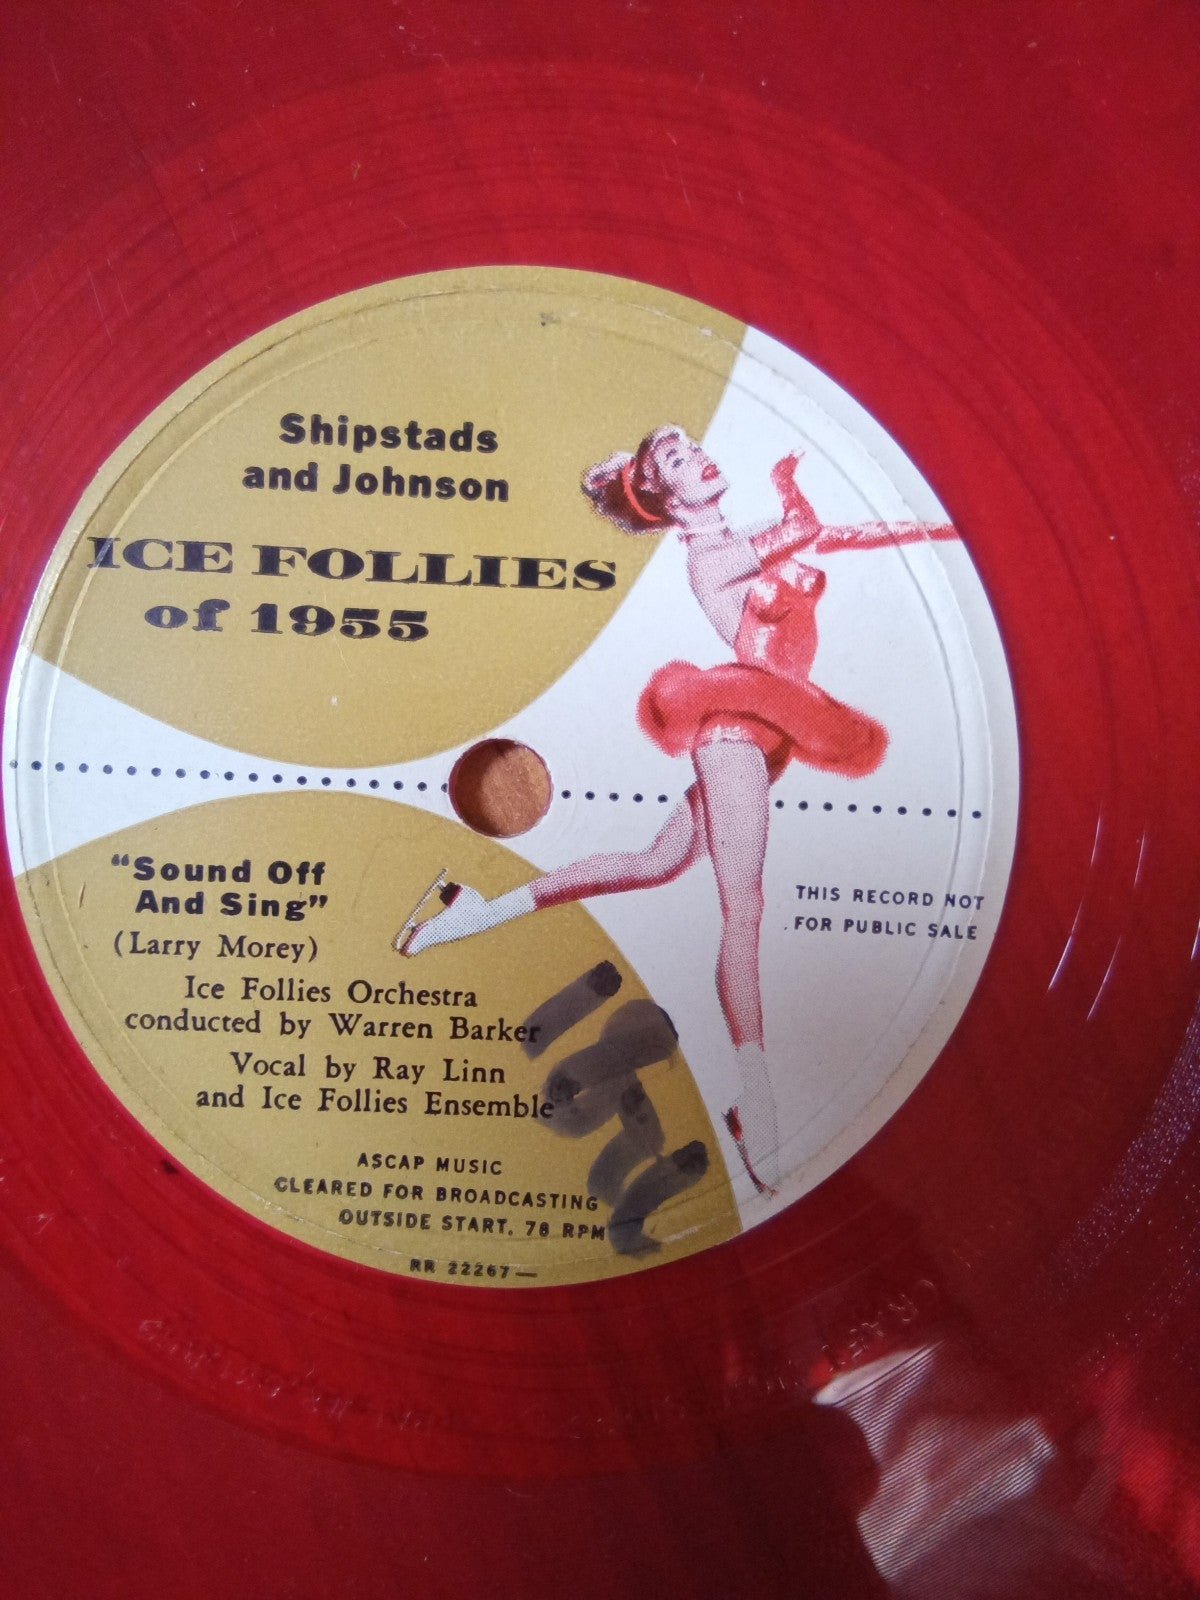 Shipstads
and Johnson
ICE FOLLIES
of 1955
"Sound Off
And Sing"
(Larry Morey)
Ice Follies Orchestra
conducted by Warren Barker
Vocal by Ray Linn
and Ice Follies Ensemble
ASCAP MUSIC
CLEARED FOR BROADCASTING
OUTSIDE START. 78 RPM
RR 22267—
THIS RECORD NOT
FOR PUBLIC SALE